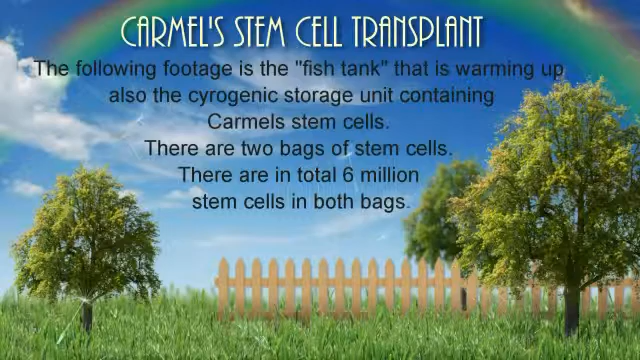 CARMEL'S STEM CELL TRANSPLANT
The following footage is the "fish tank" that is warming up
also the cyrogenic storage unit containing
Carmels stem cells.
There are two bags of stem cells.
There are in total 6 million
stem cells in both bags.